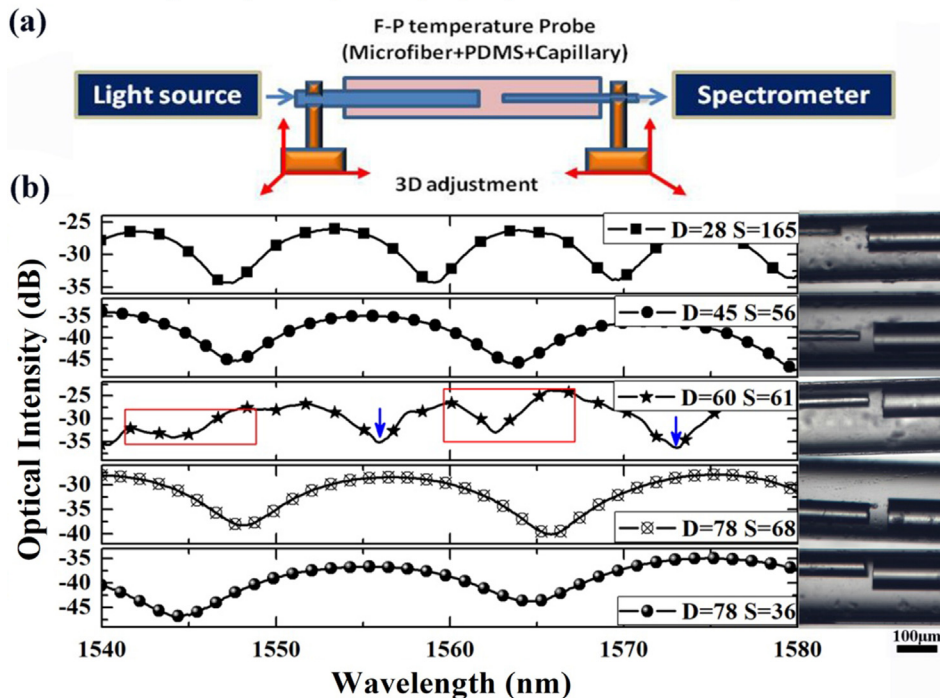 (a)
F-P temperature Probe
(Microfiber+PDMS+Capillary)
Light source
Spectrometer
3D adjustment
(b)
Optical Intensity (dB)
-25
-30
-35
D=28 S=165
-35
-40
-45
D=45 S=56
-25
-30
-35
D=60 S=61
-30
-35
-40
D=78 S=68
-35
-40
-45
D=78 S=36
1540
1550
1560
1570
1580
Wavelength (nm)
100μm